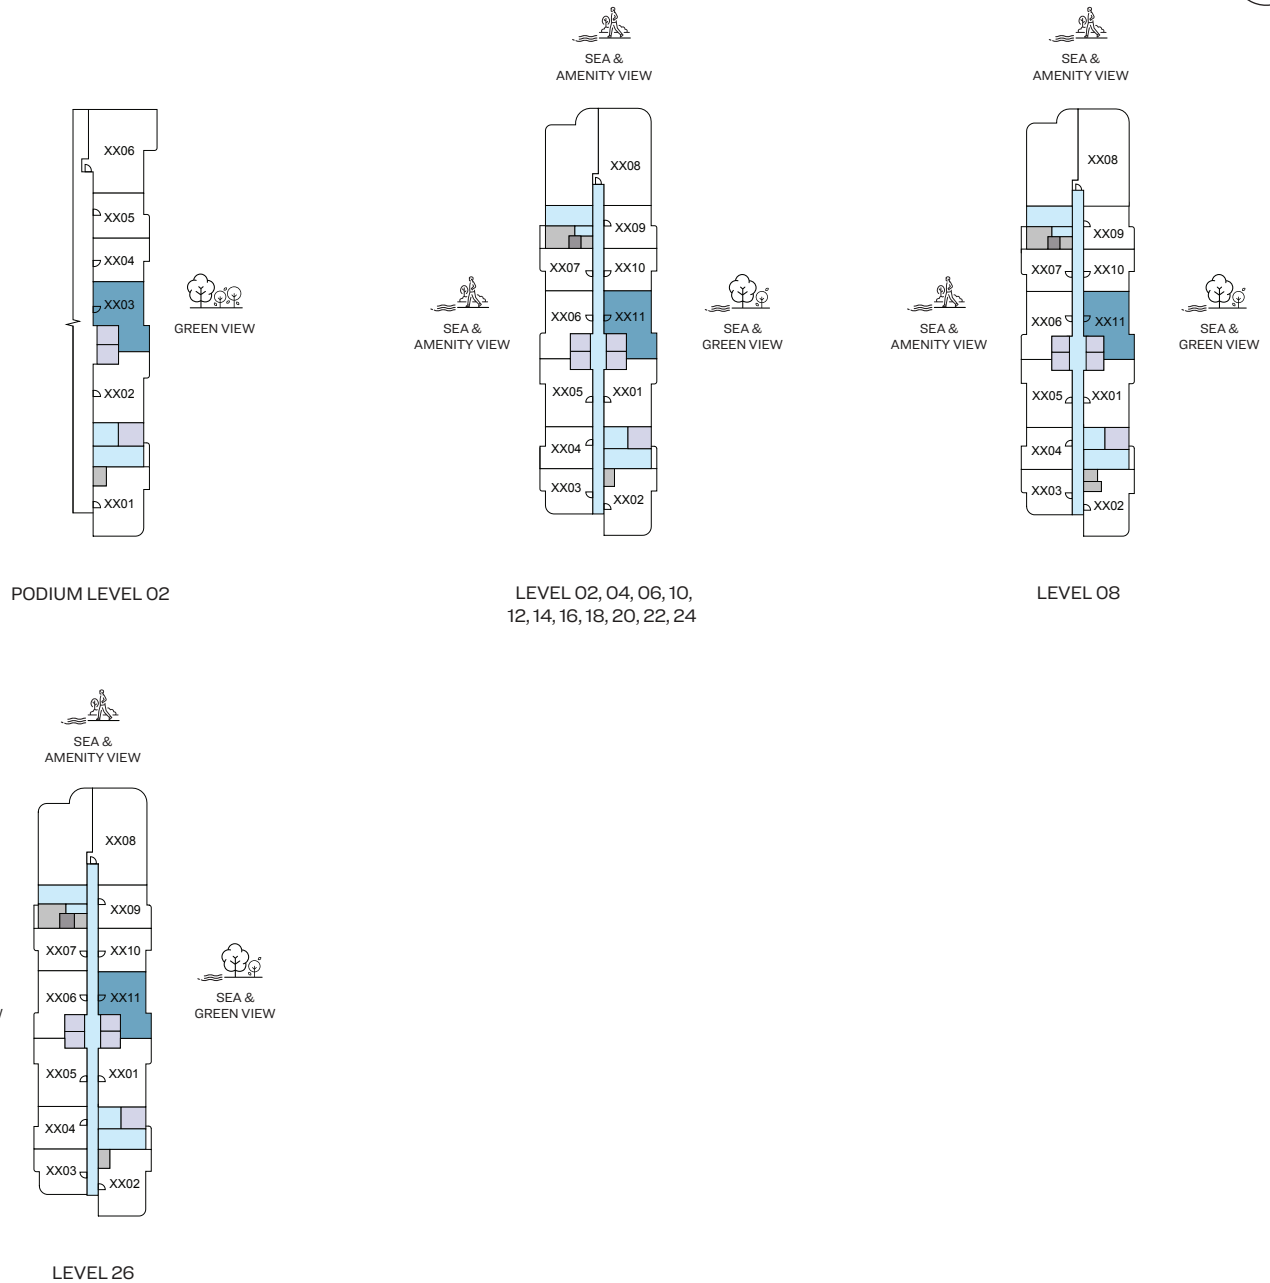 SEA &
AMENITY VIEW
SEA &
AMENITY VIEW
XX06
XX05
XX04
XX03
XX02
XX01
GREEN VIEW
PODIUM LEVEL 02
SEA &
AMENITY VIEW
XX08
XX09
XX07
XX10
XX06
XX11
XX05
XX01
XX04
XX03
XX02
SEA &
GREEN VIEW
LEVEL 02, 04, 06, 10,
12, 14, 16, 18, 20, 22, 24
SEA &
AMENITY VIEW
XX08
XX09
XX07
XX10
XX06
XX11
XX05
XX01
XX04
XX03
XX02
SEA &
GREEN VIEW
LEVEL 08
SEA &
AMENITY VIEW
XX08
XX09
XX07
XX10
XX06
XX11
XX05
XX01
XX04
XX03
XX02
SEA &
GREEN VIEW
LEVEL 26